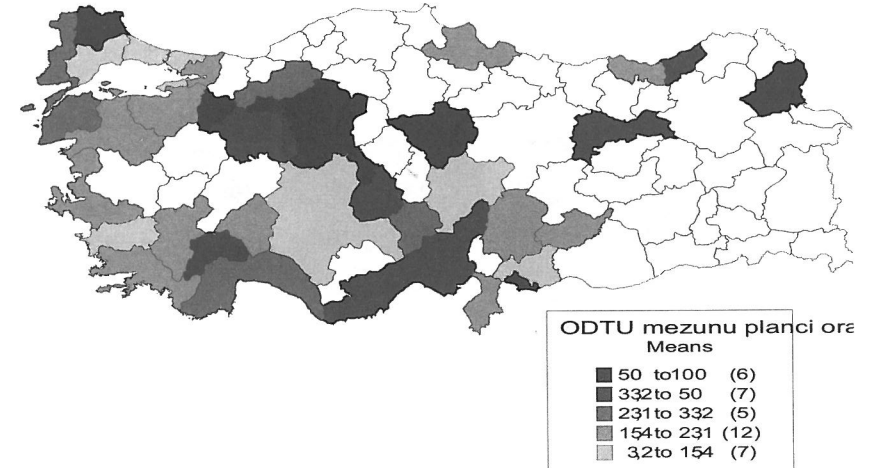 ODTU mezunu planci ora
Means
50 to100 (6)
33,2to 50 (7)
23,1to 33,2 (5)
15,4to 23,1 (12)
3,2to 15,4 (7)